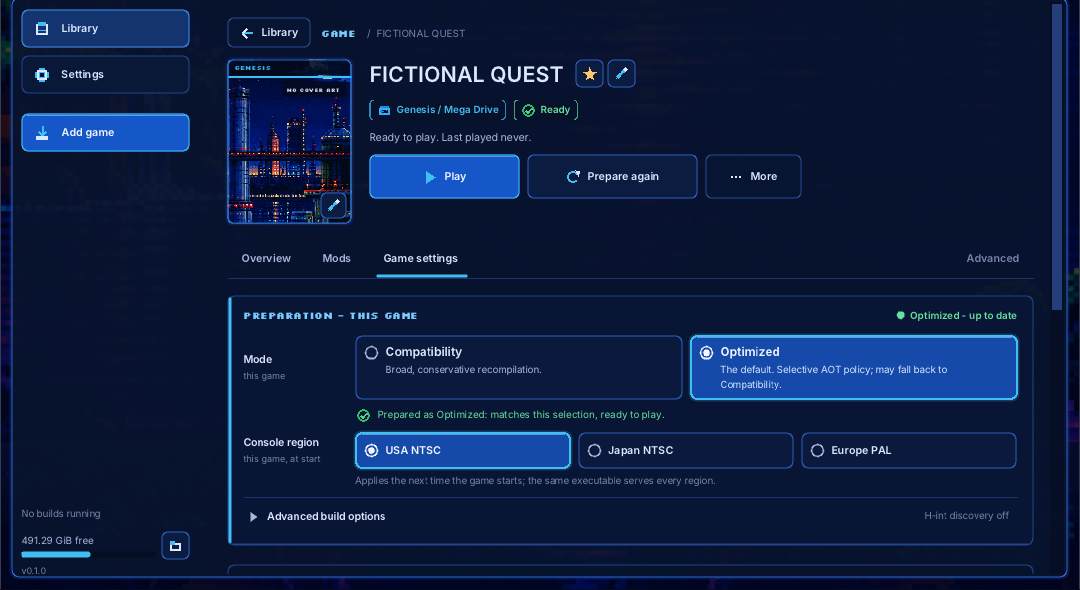 Library
Settings
Add game
No builds running
491.29 GiB free
v0.1.0
Library
GAME / FICTIONAL QUEST
GENESIS
NO COVER ART
FICTIONAL QUEST
Genesis / Mega Drive
Ready
Ready to play. Last played never.
Play
Prepare again
More
Overview
Mods
Game settings
Advanced
PREPARATION – THIS GAME
Optimized - up to date
Mode
this game
Compatibility
Broad, conservative recompilation.
Optimized
The default. Selective AOT policy; may fall back to
Compatibility.
Prepared as Optimized: matches this selection, ready to play.
Console region
this game, at start
USA NTSC
Japan NTSC
Europe PAL
Applies the next time the game starts; the same executable serves every region.
Advanced build options
H-int discovery off